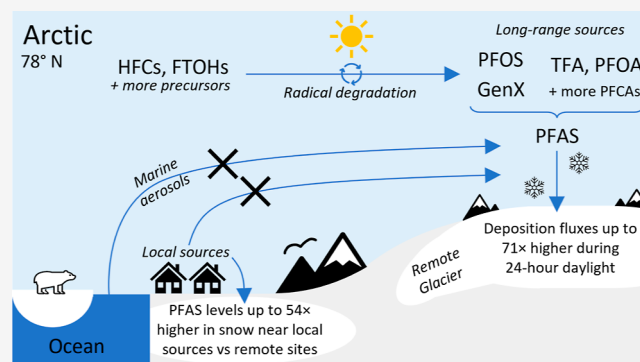 Arctic
78° N
HFCs, FTOHs
+ more precursors
Radical degradation
Long-range sources
PFOS
TFA, PFOA
GenX
+ more PFCAs
PFAS
Marine
aerosols
Local sources
Deposition fluxes up to
71× higher during
24-hour daylight
Remote
Glacier
PFAS levels up to 54×
higher in snow near local
sources vs remote sites
Ocean